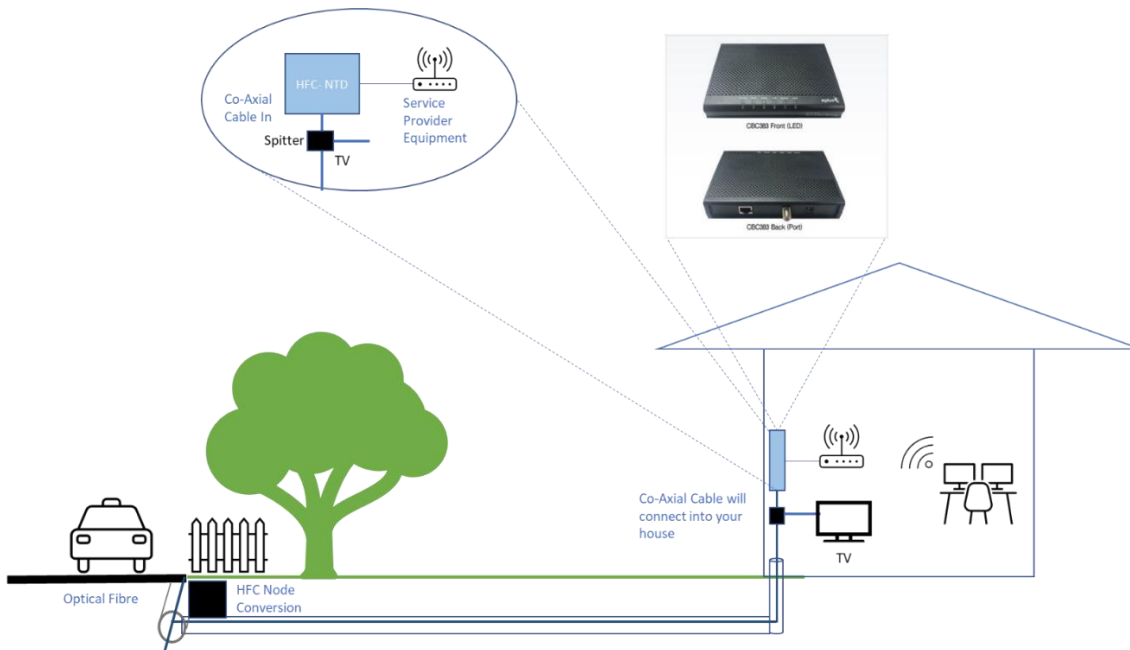 HFC- NTD
Co-Axial
Cable In
Service
Provider
Equipment
Spitter
TV
CBC383 Front (LED)
CBC383 Back (Port)
Co-Axial Cable will
connect into your
house
TV
Optical Fibre
HFC Node
Conversion